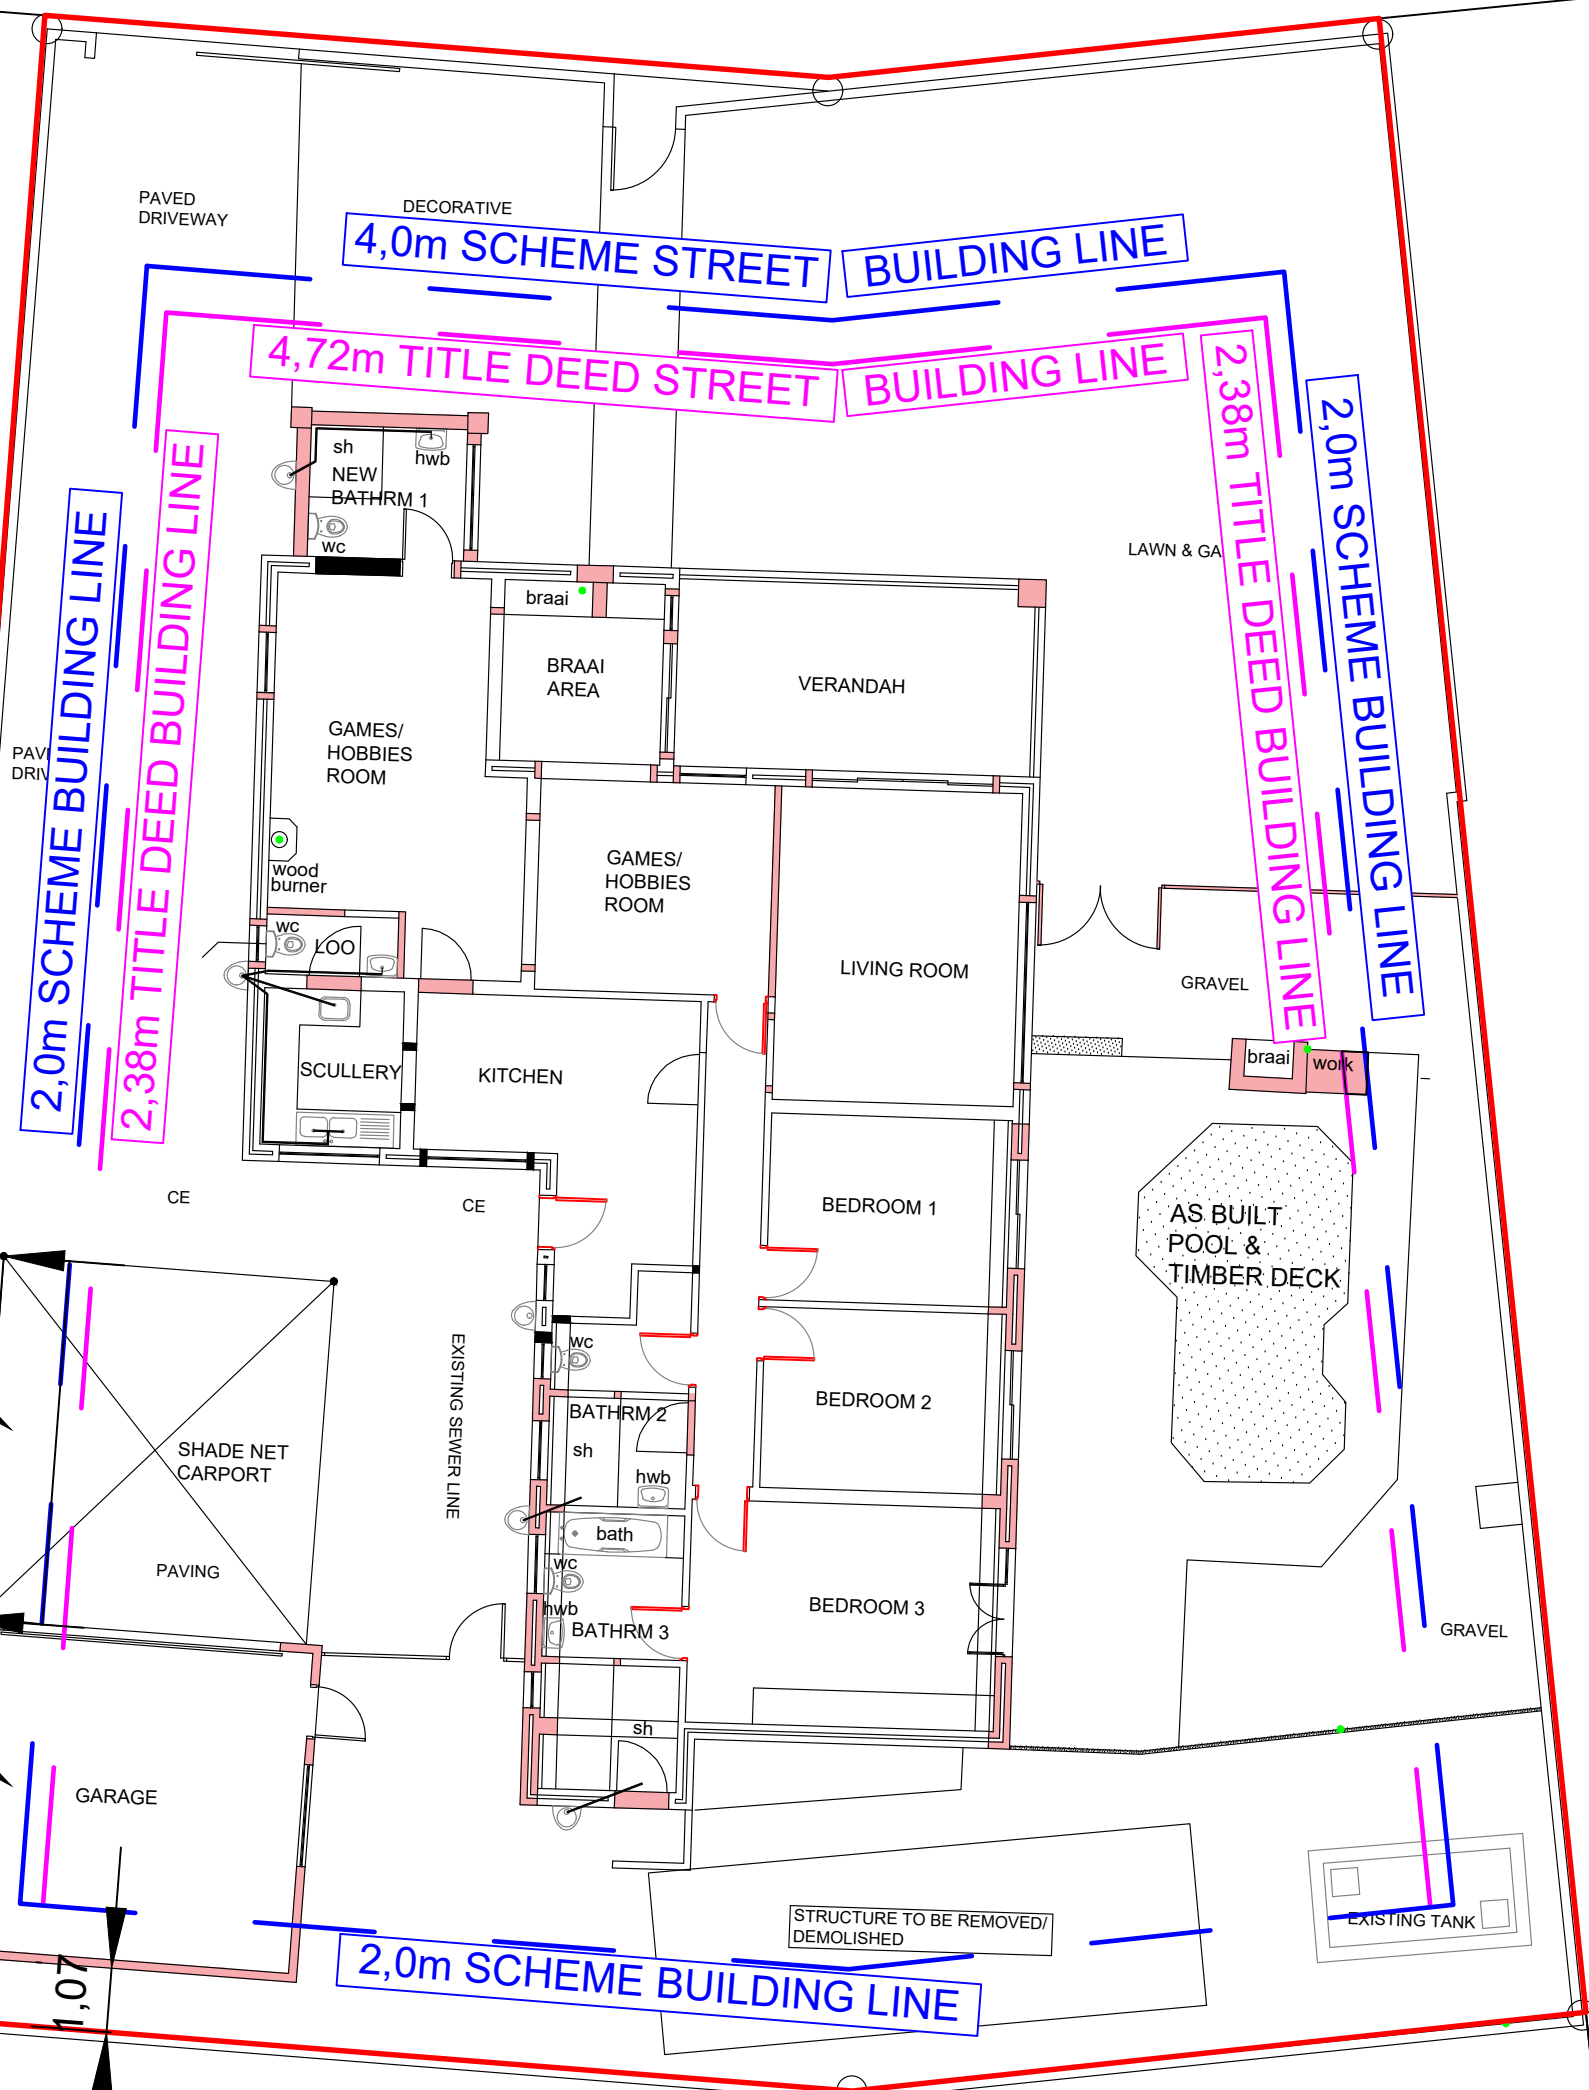 PAVED
DRIVEWAY
DECORATIVE
4,0m SCHEME STREET
BUILDING LINE
4,72m TITLE DEED STREET
BUILDING LINE
2,38m TITLE DEED BUILDING LINE
2,0m SCHEME BUILDING LINE
2,0m SCHEME BUILDING LINE
2,38m TITLE DEED BUILDING LINE
sh
hwb
NEW
BATHRM 1
wc
LAWN & GA
braai
BRAAI
AREA
VERANDAH
GAMES/
HOBBIES
ROOM
PAV
DRIV
wood
burner
GAMES/
HOBBIES
ROOM
wc
LOO
LIVING ROOM
GRAVEL
SCULLERY
KITCHEN
braai
work
CE
CE
BEDROOM 1
AS BUILT
POOL &
TIMBER DECK
EXISTING SEWER LINE
wc
BATHRM 2
sh
hwb
BEDROOM 2
SHADE NET
CARPORT
PAVING
bath
wc
hwb
BATHRM 3
BEDROOM 3
GRAVEL
sh
GARAGE
STRUCTURE TO BE REMOVED/
DEMOLISHED
EXISTING TANK
2,0m SCHEME BUILDING LINE
1,07